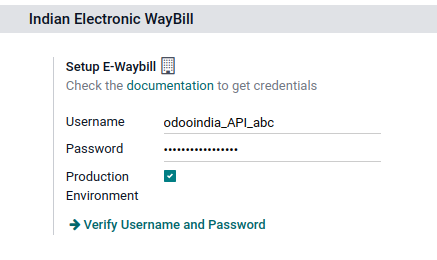 Indian Electronic WayBill
Setup E-Waybill
Check the documentation to get credentials
Username odooindia_API_abc
Password •••••••••••••••••
Production
Environment
Verify Username and Password